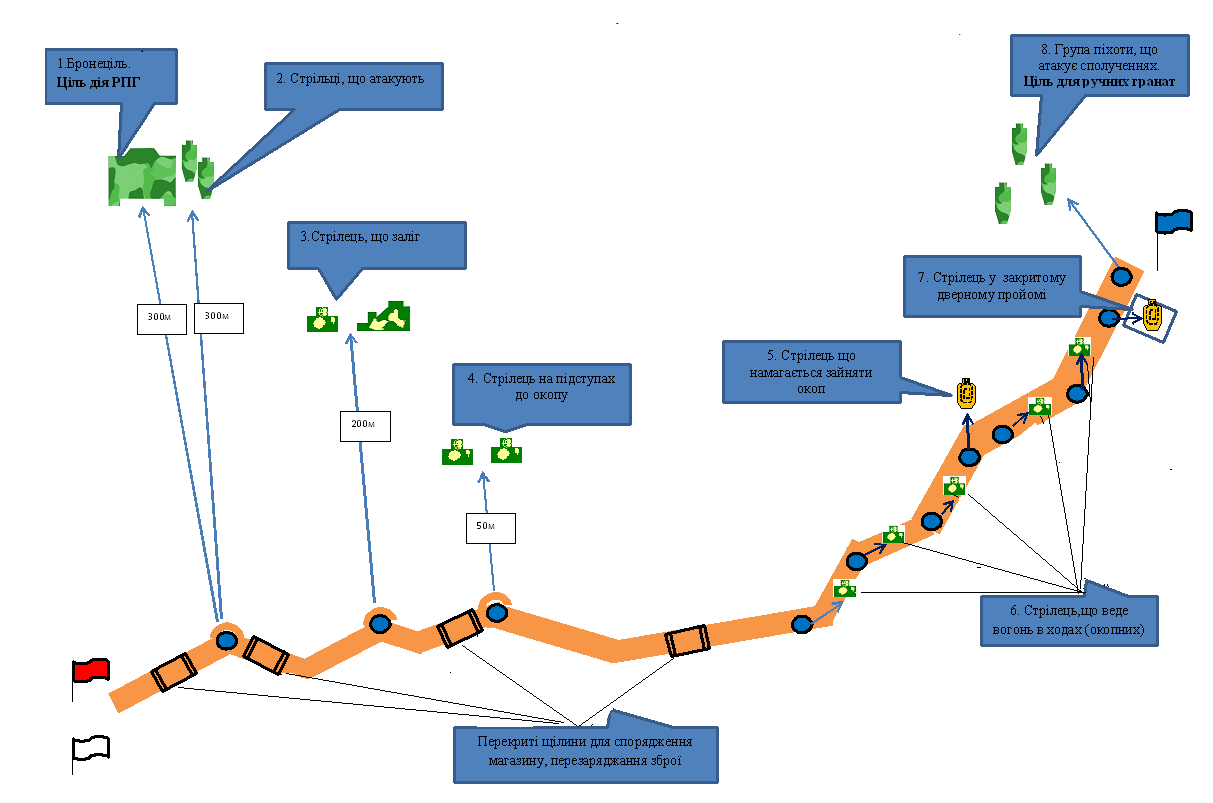 1.Бронеціль.
Ціль дія РПГ
2. Стрільці, що атакують
8. Група піхоти, що
атакує сполученнях.
Ціль для ручних гранат
3.Стрілець, що заліг
7. Стрілець у закритому
дверному пройомі
300м
300м
5. Стрілець що
намагається зайняти
окоп
4. Стрілець на підступах
до окопу
200м
50м
6. Стрілець,що веде
вогонь в ходах (окопних)
Перекриті щілини для спорядження
магазину, перезаряджання зброї